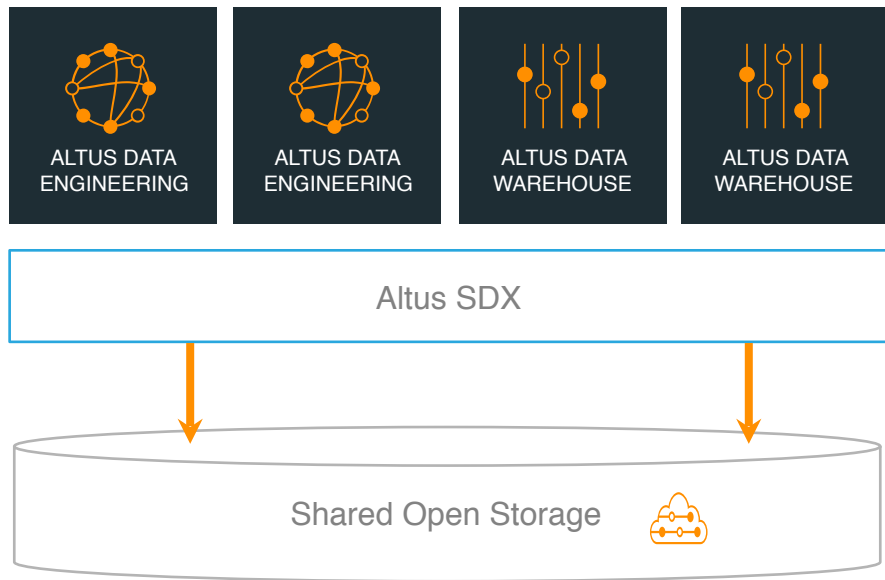 ALTUS DATA
ENGINEERING
ALTUS DATA
ENGINEERING
ALTUS DATA
WAREHOUSE
ALTUS DATA
WAREHOUSE
Altus SDX
Shared Open Storage